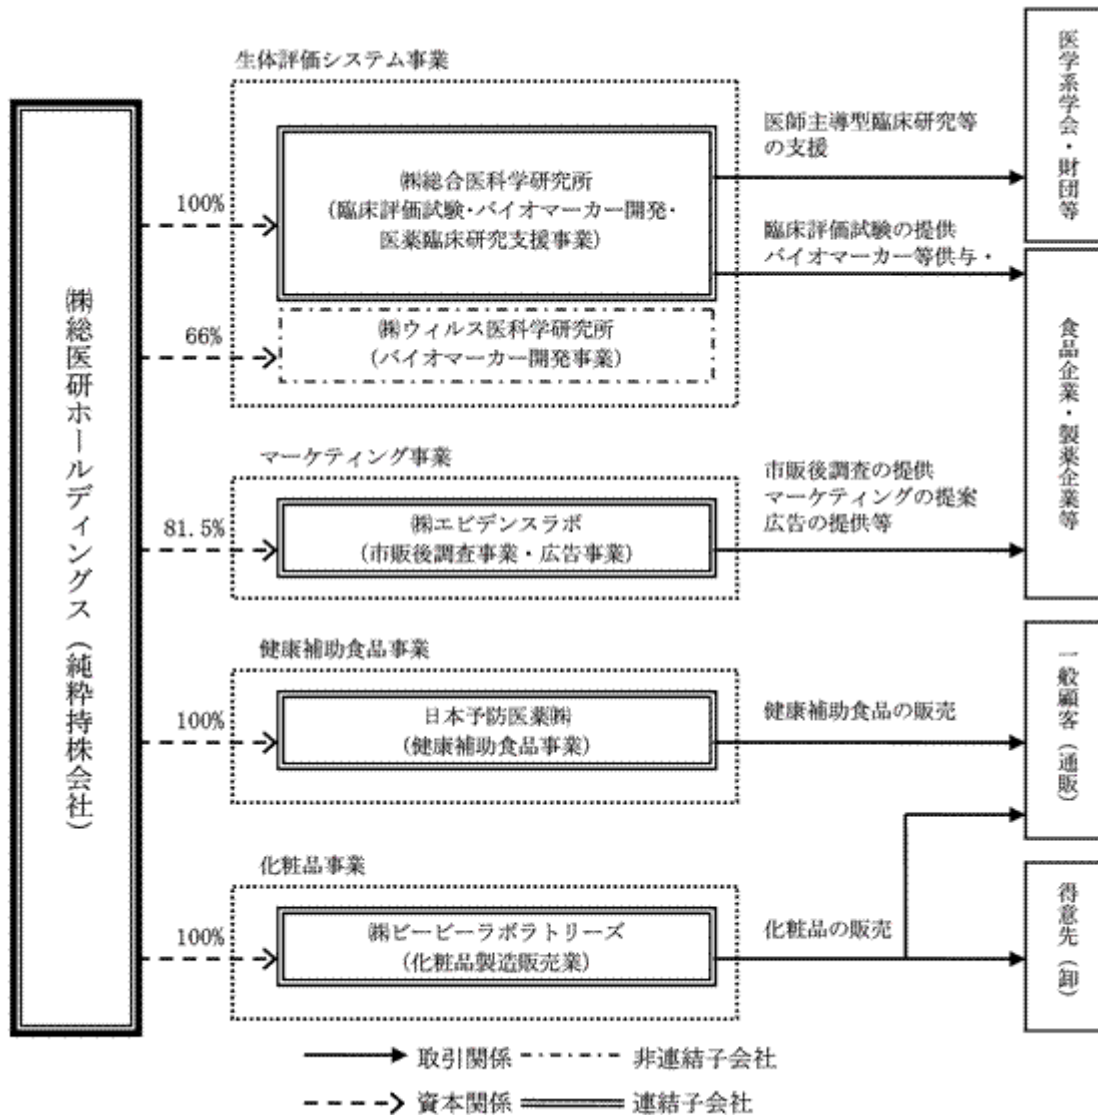 ㈱総医研ホールディングス(純粋持株会社)
生体評価システム事業
100%
㈱総合医科学研究所
(臨床評価試験・バイオマーカー開発・
医薬臨床研究支援事業)
66%
㈱ウィルス医科学研究所
(バイオマーカー開発事業)
医師主導型臨床研究等
の支援
臨床評価試験の提供
バイオマーカー等供与・
医学系学会・財団等
食品企業・製薬企業等
マーケティング事業
81.5%
㈱エビデンスラボ
(市販後調査事業・広告事業)
市販後調査の提供
マーケティングの提案
広告の提供等
健康補助食品事業
100%
日本予防医薬㈱
(健康補助食品事業)
健康補助食品の販売
一般顧客(通販)
化粧品事業
100%
㈱ビービーラボラトリーズ
(化粧品製造販売業)
化粧品の販売
得意先(卸)
取引関係
非連結子会社
資本関係
連結子会社